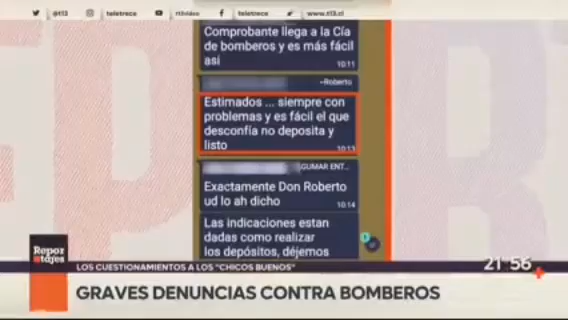 @t13
teletrece
rt3video
teletrece
www.t13.cl
Comprobante llega a la Cía
de bomberos y es más fácil
asi
10:11
~Roberto
Estimados ... siempre con
problemas y es fácil el que
desconfía no deposita y
listo
10:13
GUMAR ENT...
Exactamente Don Roberto
ud lo ah dicho
10:14
Las indicaciones estan
dadas como realizar
los depósitos, déjemos
Repor
tajes
LOS CUESTIONAMIENTOS A LOS "CHICOS BUENOS"
21:56
GRAVES DENUNCIAS CONTRA BOMBEROS